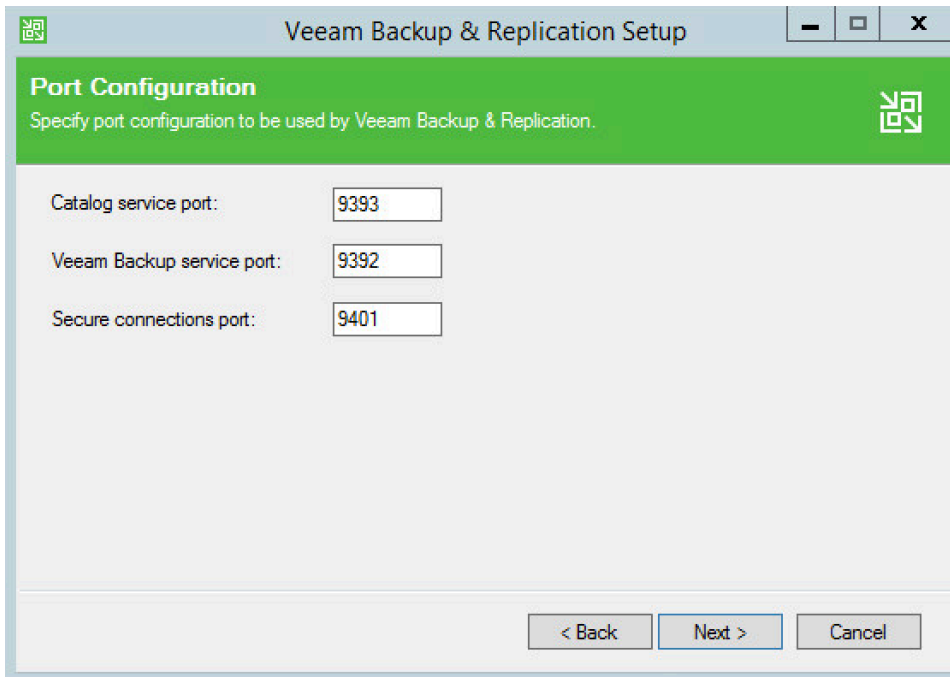 Veeam Backup & Replication Setup
Port Configuration
Specify port configuration to be used by Veeam Backup & Replication.
Catalog service port: 9393
Veeam Backup service port: 9392
Secure connections port: 9401
< Back Next > Cancel